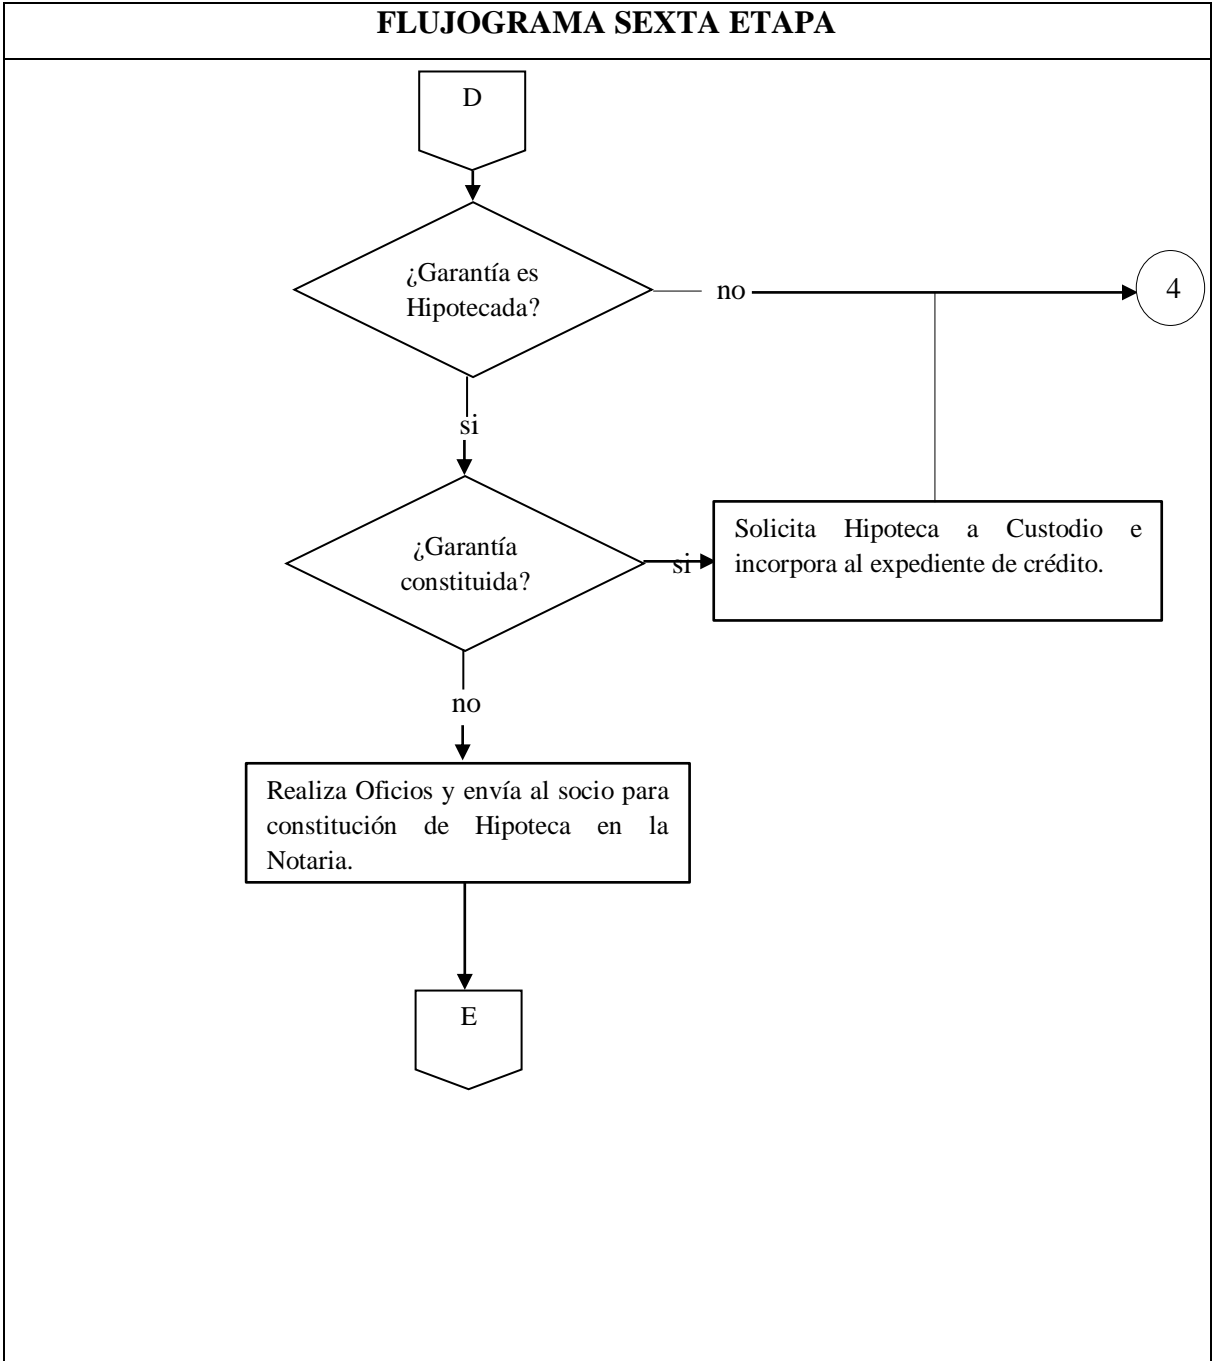 FLUJOGRAMA SEXTA ETAPA
D
¿Garantía es
Hipotecada?
no
4
si
¿Garantía
constituida?
si
Solicita Hipoteca a Custodio e
incorpora al expediente de crédito.
no
Realiza Oficios y envía al socio para
constitución de Hipoteca en la
Notaria.
E